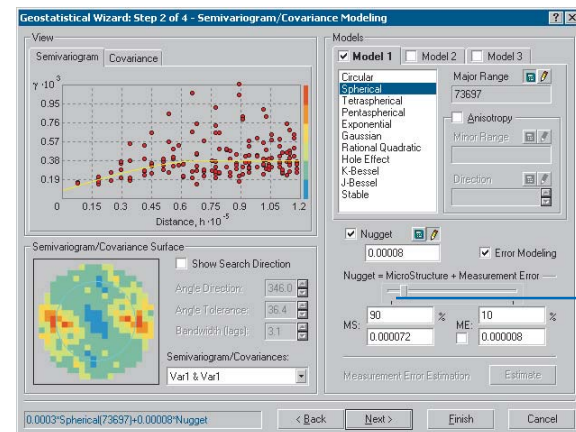 Geostatistical Wizard: Step 2 of 4 - Semivariogram/Covariance Modeling
View
Semivariogram Covariance
γ·10 3
0.95
0.76
0.57
0.38
0.19
0 0.15 0.3 0.45 0.6 0.75 0.9 1.05 1.2
Distance, h·10 -5
Semivariogram/Covariance Surface
Show Search Direction
Angle Direction: 346.0
Angle Tolerance: 36.4
Bandwidth (lags): 3.1
Semivariogram/Covariances:
Var1 & Var1
Models
Model 1 Model 2 Model 3
Circular
Spherical
Tetraspherical
Pentaspherical
Exponential
Gaussian
Rational Quadratic
Hole Effect
K-Bessel
J-Bessel
Stable
Major Range
73697
Anisotropy
Minor Range
Direction
Nugget
0.00008
Error Modeling
Nugget = MicroStructure + Measurement Error
MS: 90 % ME: 10 %
0.000072 0.000008
Measurement Error Estimation Estimate
0.0003*Spherical(73697)+0.00008*Nugget
< Back Next > Finish Cancel